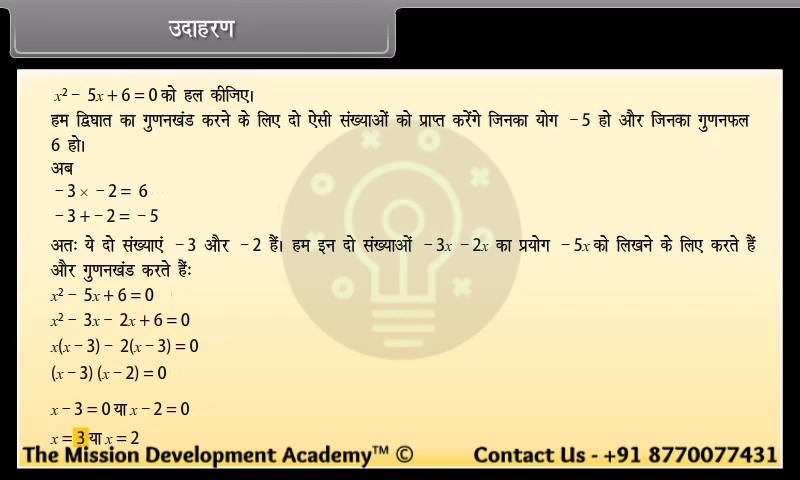 उदाहरण
x² − 5x + 6 = 0 को हल कीजिए।
हम द्विघात का गुणनखंड करने के लिए दो ऐसी संख्याओं को प्राप्त करेंगे जिनका योग −5 हो और जिनका गुणनफल
6 हो।
अब
−3 × −2 = 6
−3 + −2 = −5
अतः ये दो संख्याएं −3 और −2 हैं। हम इन दो संख्याओं −3x −2x का प्रयोग −5x को लिखने के लिए करते हैं
और गुणनखंड करते हैंः
x² − 5x + 6 = 0
x² − 3x − 2x + 6 = 0
x(x − 3) − 2(x − 3) = 0
(x − 3) (x − 2) = 0
x − 3 = 0 या x − 2 = 0
x = 3 या x = 2
The Mission Development Academy™ © Contact Us - +91 8770077431